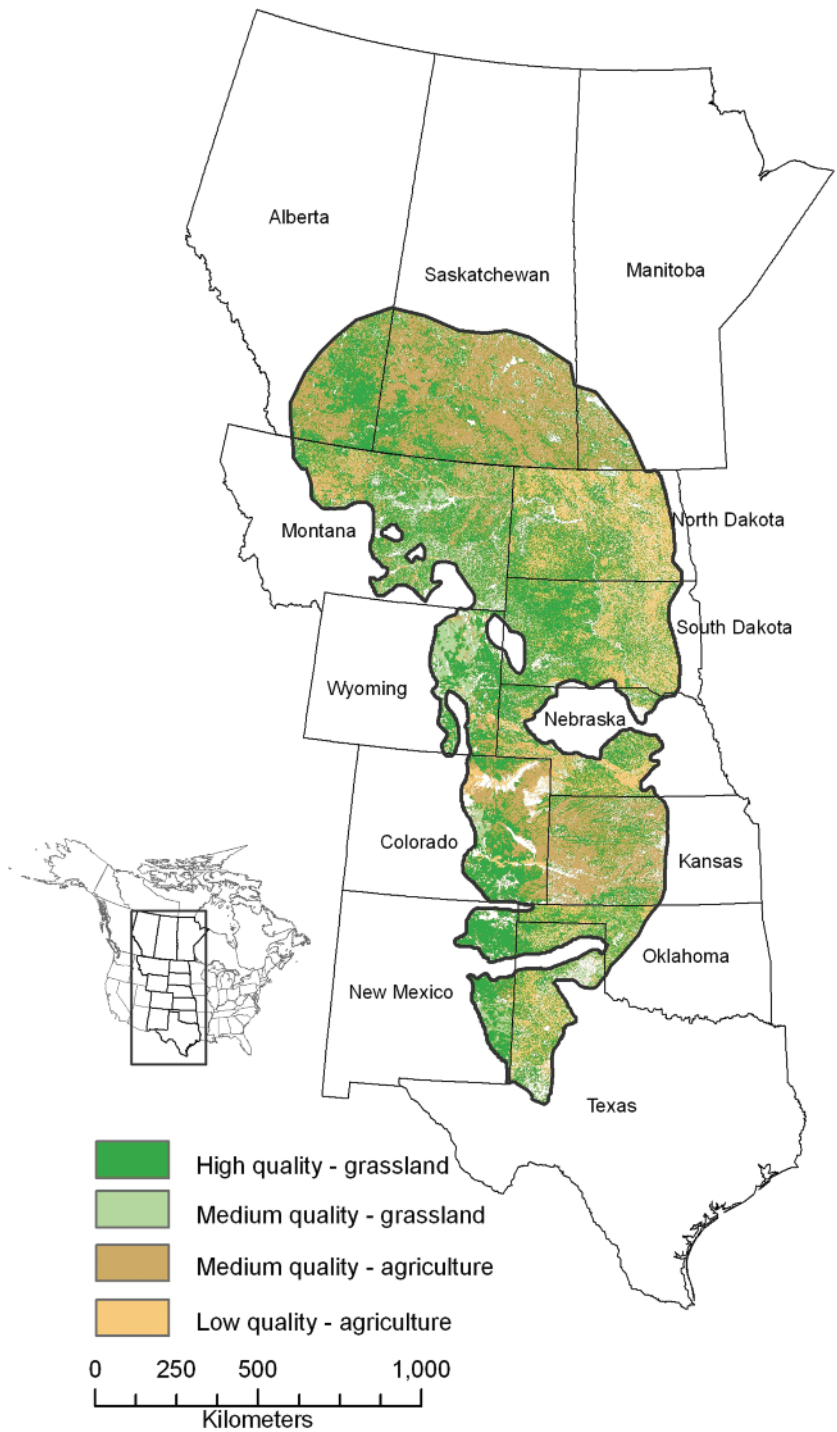 Alberta
Saskatchewan
Manitoba
Montana
North Dakota
South Dakota
Wyoming
Nebraska
Colorado
Kansas
Oklahoma
New Mexico
Texas
High quality - grassland
Medium quality - grassland
Medium quality - agriculture
Low quality - agriculture
0 250 500 1,000
Kilometers